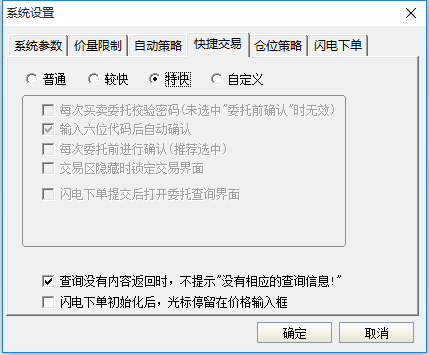 系统设置
系统参数 价量限制 自动策略 快捷交易 仓位策略 闪电下单
普通 较快 特快 自定义
每次买卖委托校验密码(未选中"委托前确认"时无效)
输入六位代码后自动确认
每次委托前进行确认(推荐选中)
交易区隐藏时锁定交易界面
闪电下单提交后打开委托查询界面
查询没有内容返回时，不提示"没有相应的查询信息!"
闪电下单初始化后，光标停留在价格输入框
确定 取消